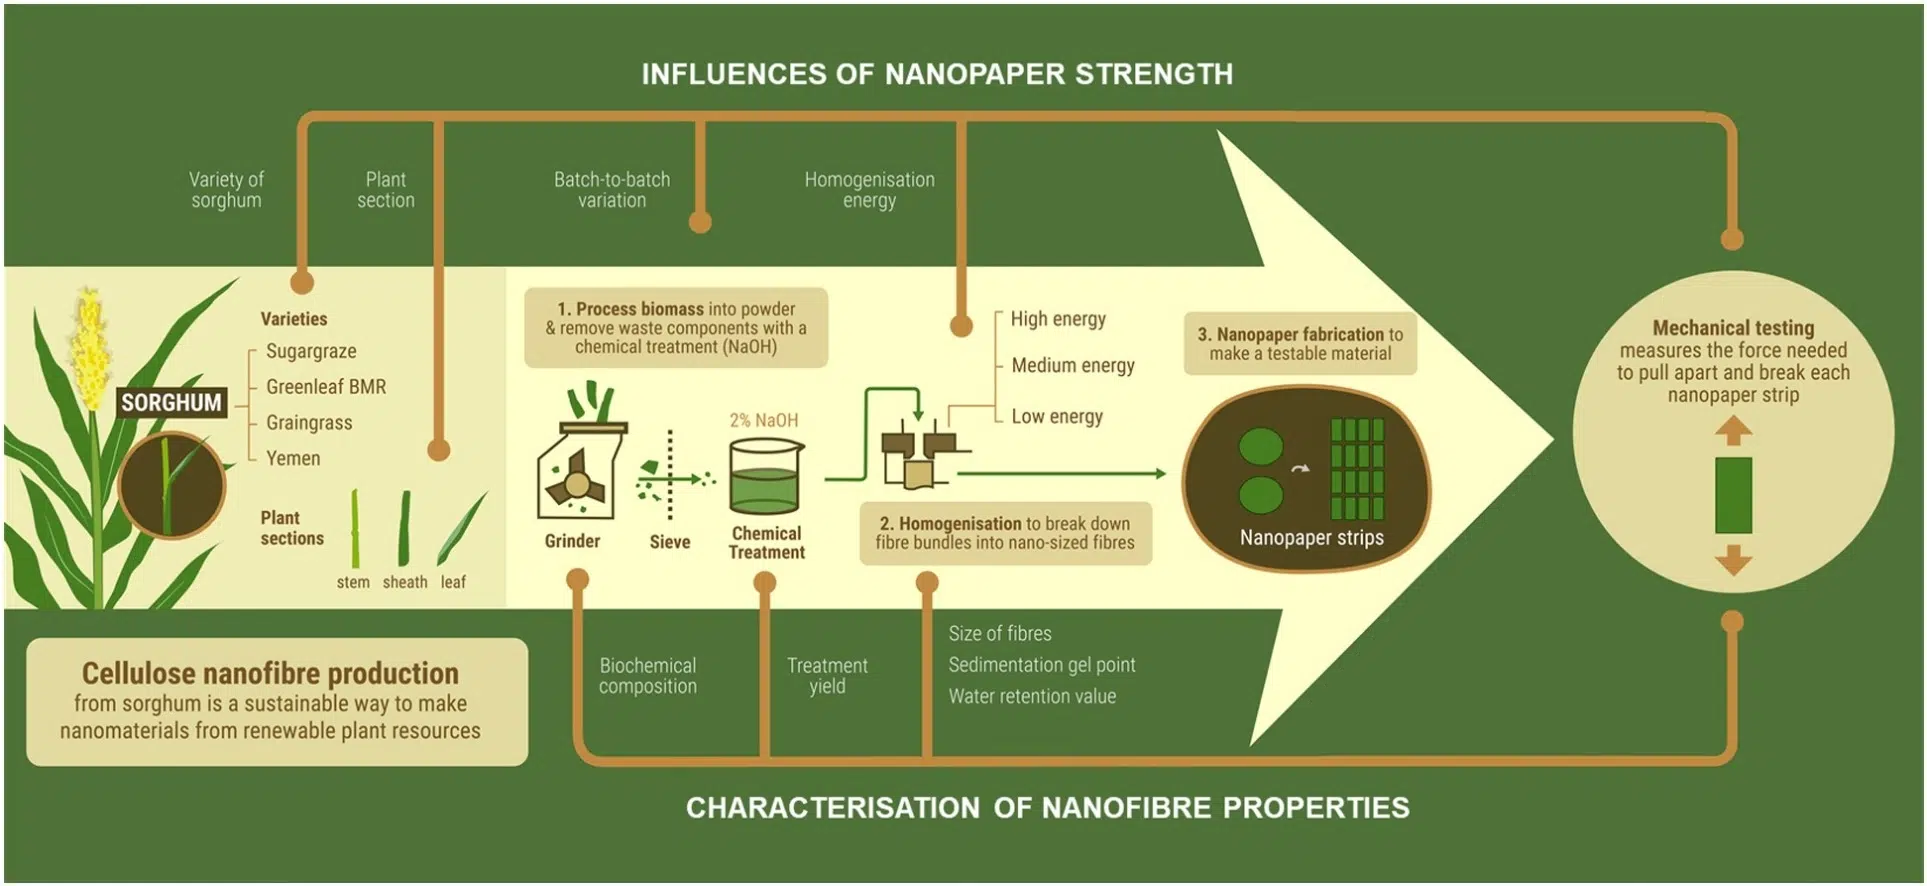 INFLUENCES OF NANOPAPER STRENGTH
Variety of
sorghum
Plant
section
Batch-to-batch
variation
Homogenisation
energy
SORGHUM
Varieties
Sugargraze
Greenleaf BMR
Graingrass
Yemen
Plant
sections
stem
sheath
leaf
1. Process biomass into powder
& remove waste components with a
chemical treatment (NaOH)
Grinder
Sieve
2% NaOH
Chemical
Treatment
High energy
Medium energy
Low energy
2. Homogenisation to break down
fibre bundles into nano-sized fibres
3. Nanopaper fabrication to
make a testable material
Nanopaper strips
Mechanical testing
measures the force needed
to pull apart and break each
nanopaper strip
Cellulose nanofibre production
from sorghum is a sustainable way to make
nanomaterials from renewable plant resources
Biochemical
composition
Treatment
yield
Size of fibres
Sedimentation gel point
Water retention value
CHARACTERISATION OF NANOFIBRE PROPERTIES